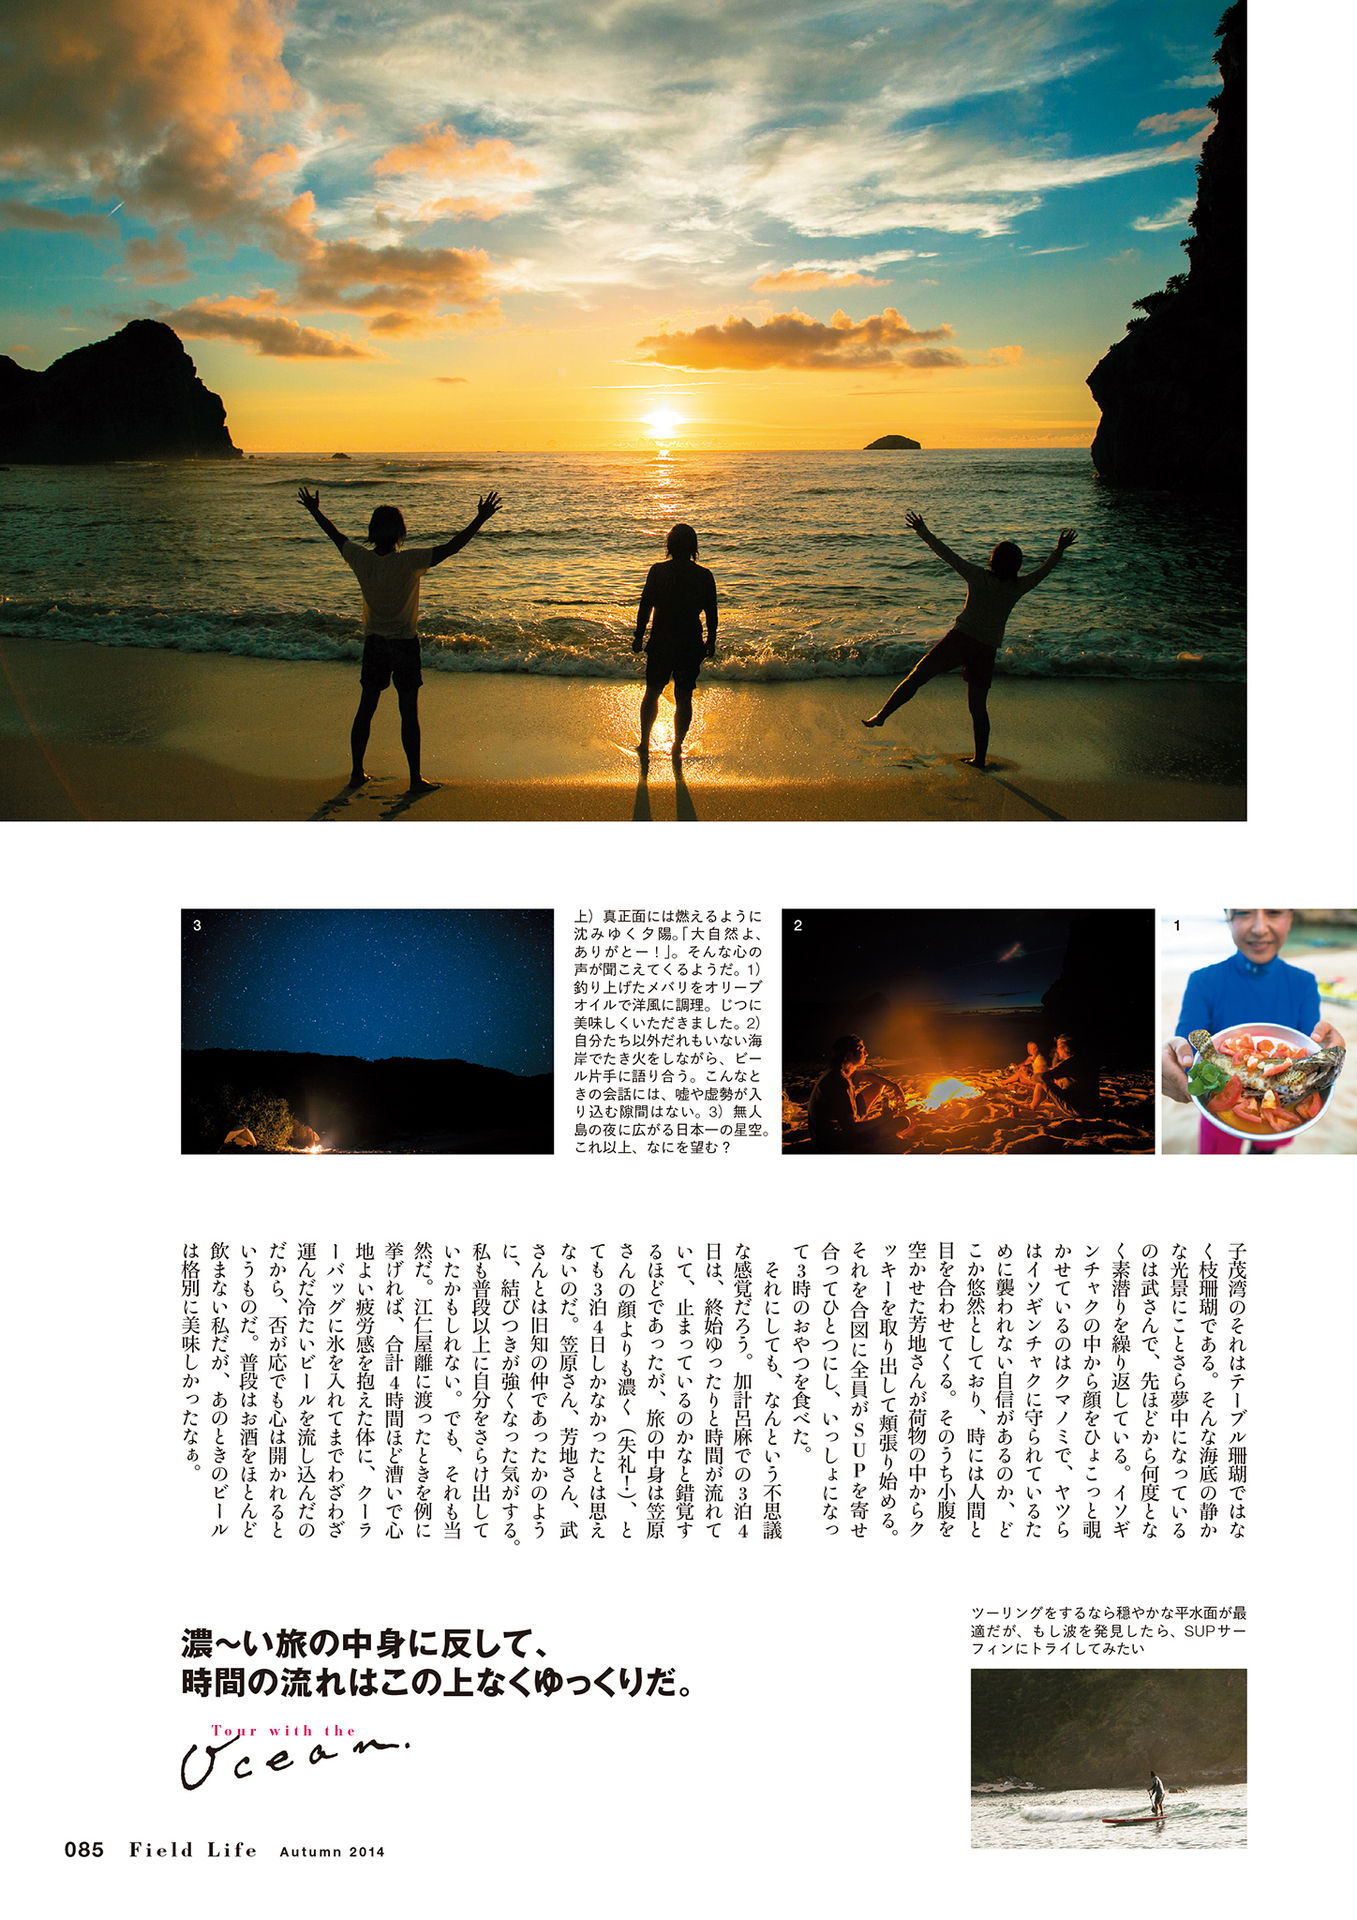 3
上）真正面には燃えるように
沈みゆく夕陽。「大自然よ、
ありがとー！」。そんな心の
声が聞こえてくるようだ。1）
釣り上げたメバリをオリーブ
オイルで洋風に調理。じつに
美味しくいただきました。2）
自分たち以外だれもいない海
岸でたき火をしながら、ビー
ル片手に語り合う。こんなと
きの会話には、嘘や虚勢が入
り込む隙間はない。3）無人
島の夜に広がる日本一の星空。
これ以上、なにを望む？
2
1
子茂湾のそれはテーブル珊瑚ではな
く枝珊瑚である。そんな海底の静か
な光景にことさら夢中になっている
のは武さんで、先ほどから何度とな
く素潜りを繰り返している。イソギ
ンチャクの中から顔をひょこっと覗
かせているのはクマノミで、ヤツら
はイソギンチャクに守られているた
めに襲われない自信があるのか、ど
こか悠然としており、時には人間と
目を合わせてくる。そのうち小腹を
空かせた芳地さんが荷物の中からク
ッキーを取り出して頬張り始める。
それを合図に全員がSUPを寄せ
合ってひとつにし、いっしょになっ
て3時のおやつを食べた。
それにしても、なんという不思議
な感覚だろう。加計呂麻での3泊4
日は、終始ゆったりと時間が流れて
いて、止まっているのかなと錯覚す
るほどであったが、旅の中身は笠原
さんの顔よりも濃く（失礼！）、と
ても3泊4日しかなかったとは思え
ないのだ。笠原さん、芳地さん、武
さんとは旧知の仲であったかのよう
に、結びつきが強くなった気がする。
私も普段以上に自分をさらけ出して
いたかもしれない。でも、それも当
然だ。江仁屋離に渡ったときを例に
挙げれば、合計4時間ほど漕いで心
地よい疲労感を抱えた体に、クーラ
ーバッグに氷を入れてまでわざわざ
運んだ冷たいビールを流し込んだの
だから、否が応でも心は開かれると
いうものだ。普段はお酒をほとんど
飲まない私だが、あのときのビール
は格別に美味しかったなぁ。
ツーリングをするなら穏やかな平水面が最
適だが、もし波を発見したら、SUPサー
フィンにトライしてみたい
濃〜い旅の中身に反して、
時間の流れはこの上なくゆっくりだ。
Tour with the
Ocean.
085 Field Life Autumn 2014